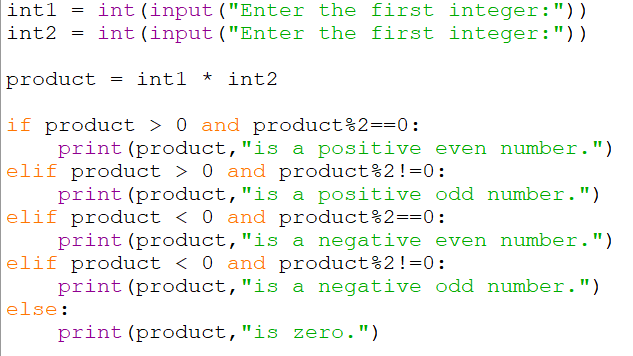 int1 = int(input("Enter the first integer:"))
int2 = int(input("Enter the first integer:"))
product = int1 * int2
if product > 0 and product%2==0:
print(product,"is a positive even number.")
elif product > 0 and product%2!=0:
print(product,"is a positive odd number.")
elif product < 0 and product%2==0:
print(product,"is a negative even number.")
elif product < 0 and product%2!=0:
print(product,"is a negative odd number.")
else:
print(product,"is zero.")